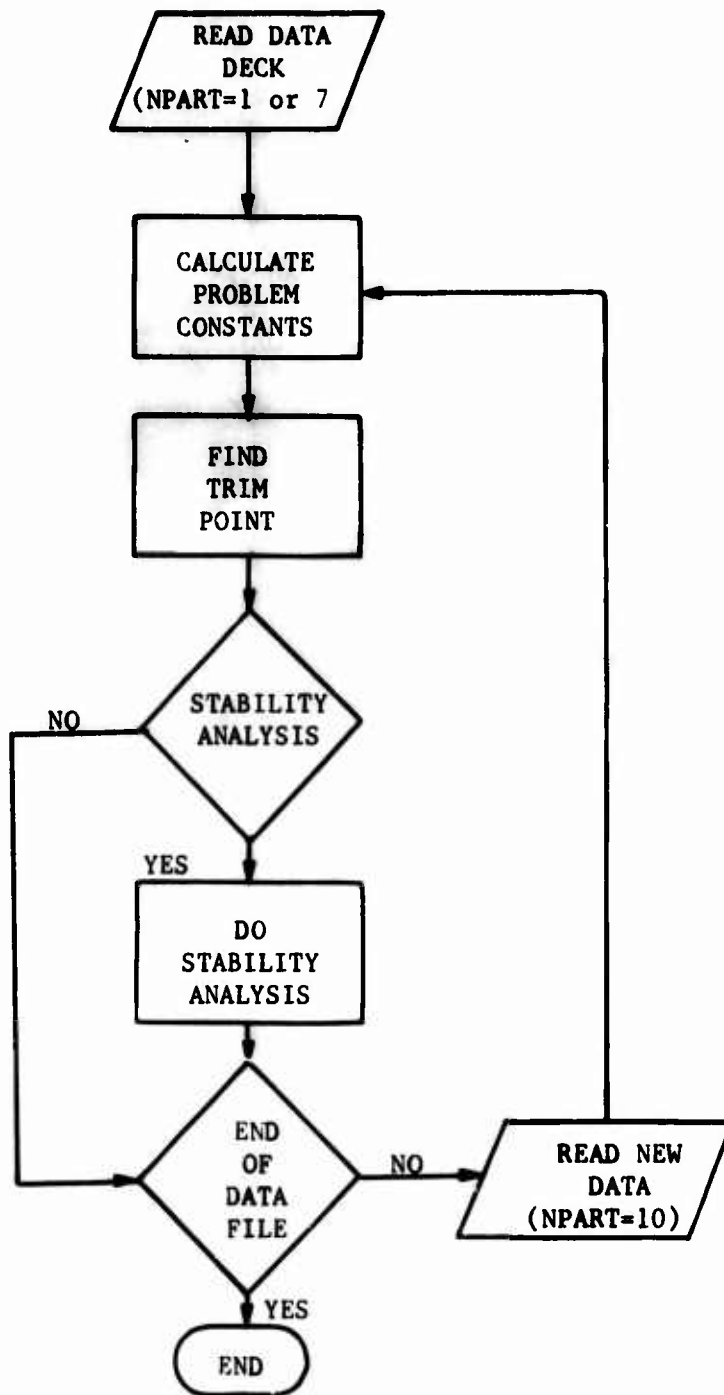 READ DATA
DECK
(NPART=1 or 7
CALCULATE
PROBLEM
CONSTANTS
FIND
TRIM
POINT
STABILITY
ANALYSIS
NO
YES
DO
STABILITY
ANALYSIS
END
OF
DATA
FILE
NO
READ NEW
DATA
(NPART=10)
YES
END